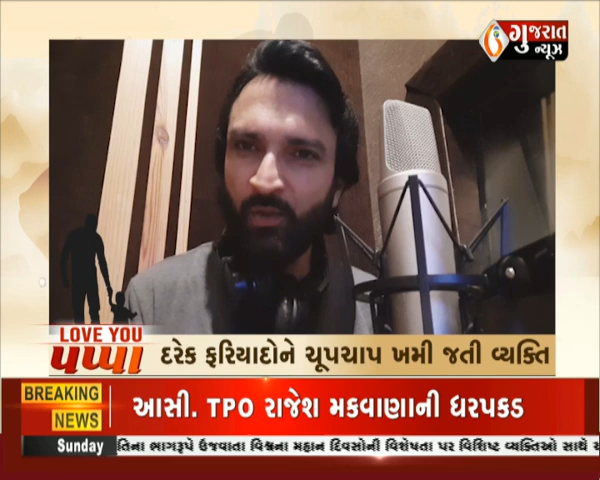 ગુજરાત
ન્યૂઝ
LOVE YOU
પપ્પા
દરેક ફરિયાદોને ચૂપચાપ ખમી જતી વ્યક્તિ
BREAKING
NEWS
આસી. TPO રાજેશ મકવાણાની ધરપકડ
Sunday
તિના ભાગરૂપે ઉજવાતા વિશ્વના મહાન દિવસોની વિશેષતા પર વિશિષ્ટ વ્યક્તિઓ સાથે